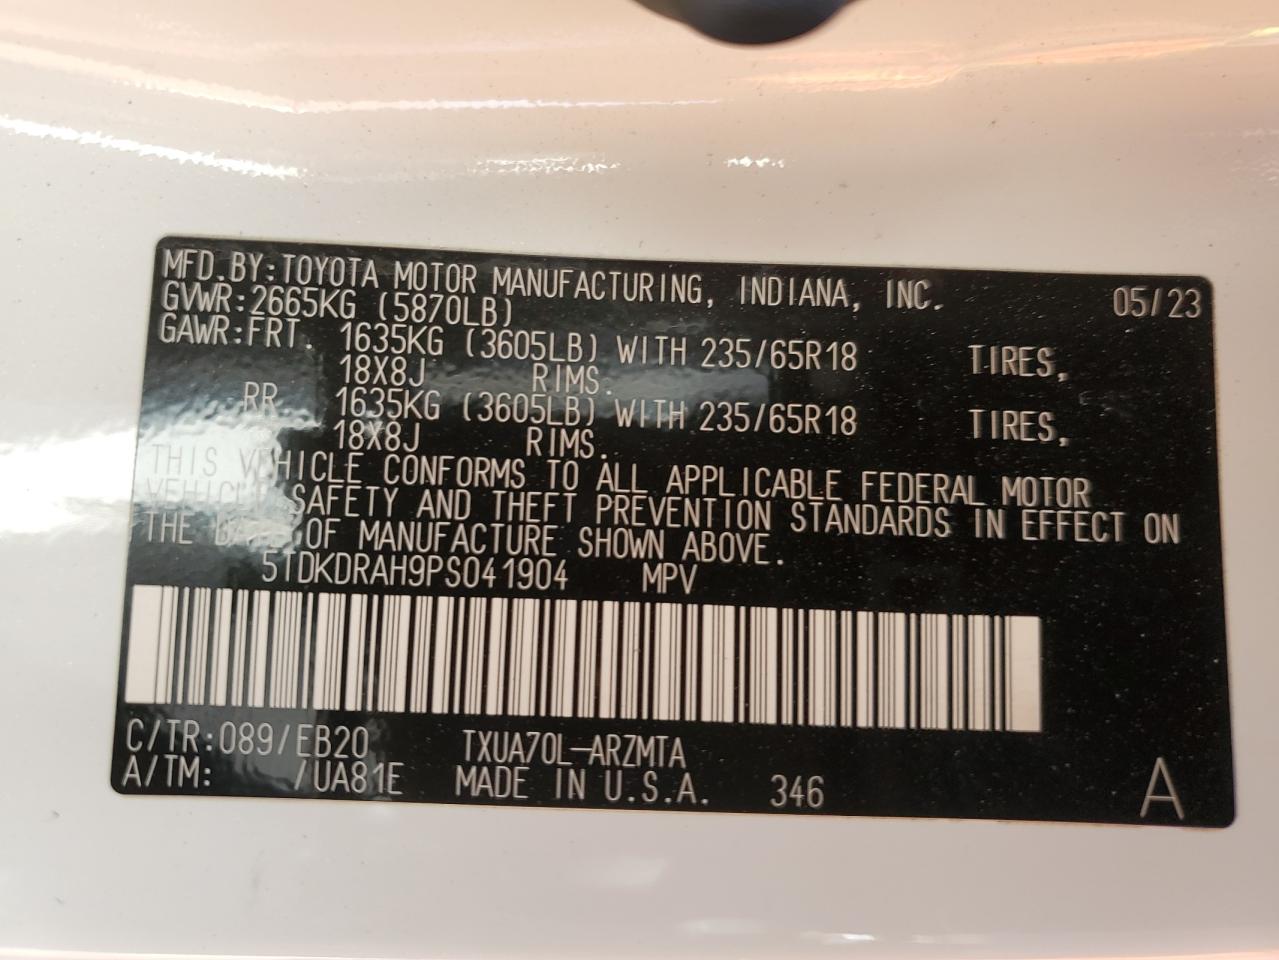 MFD.BY:TOYOTA MOTOR MANUFACTURING, INDIANA, INC. 05/23
GVWR:2665KG (5870LB)
GAWR:FRT. 1635KG (3605LB) WITH 235/65R18 TIRES,
18X8J RIMS.
RR 1635KG (3605LB) WITH 235/65R18 TIRES,
18X8J RIMS.
THIS VEHICLE CONFORMS TO ALL APPLICABLE FEDERAL MOTOR
VEHICLE SAFETY AND THEFT PREVENTION STANDARDS IN EFFECT ON
THE DATE OF MANUFACTURE SHOWN ABOVE.
5TDKDRAH9PS041904 MPV
C/TR:089/EB20 TXUA70L-ARZMTA
A/TM: /UA81E MADE IN U.S.A. 346 A